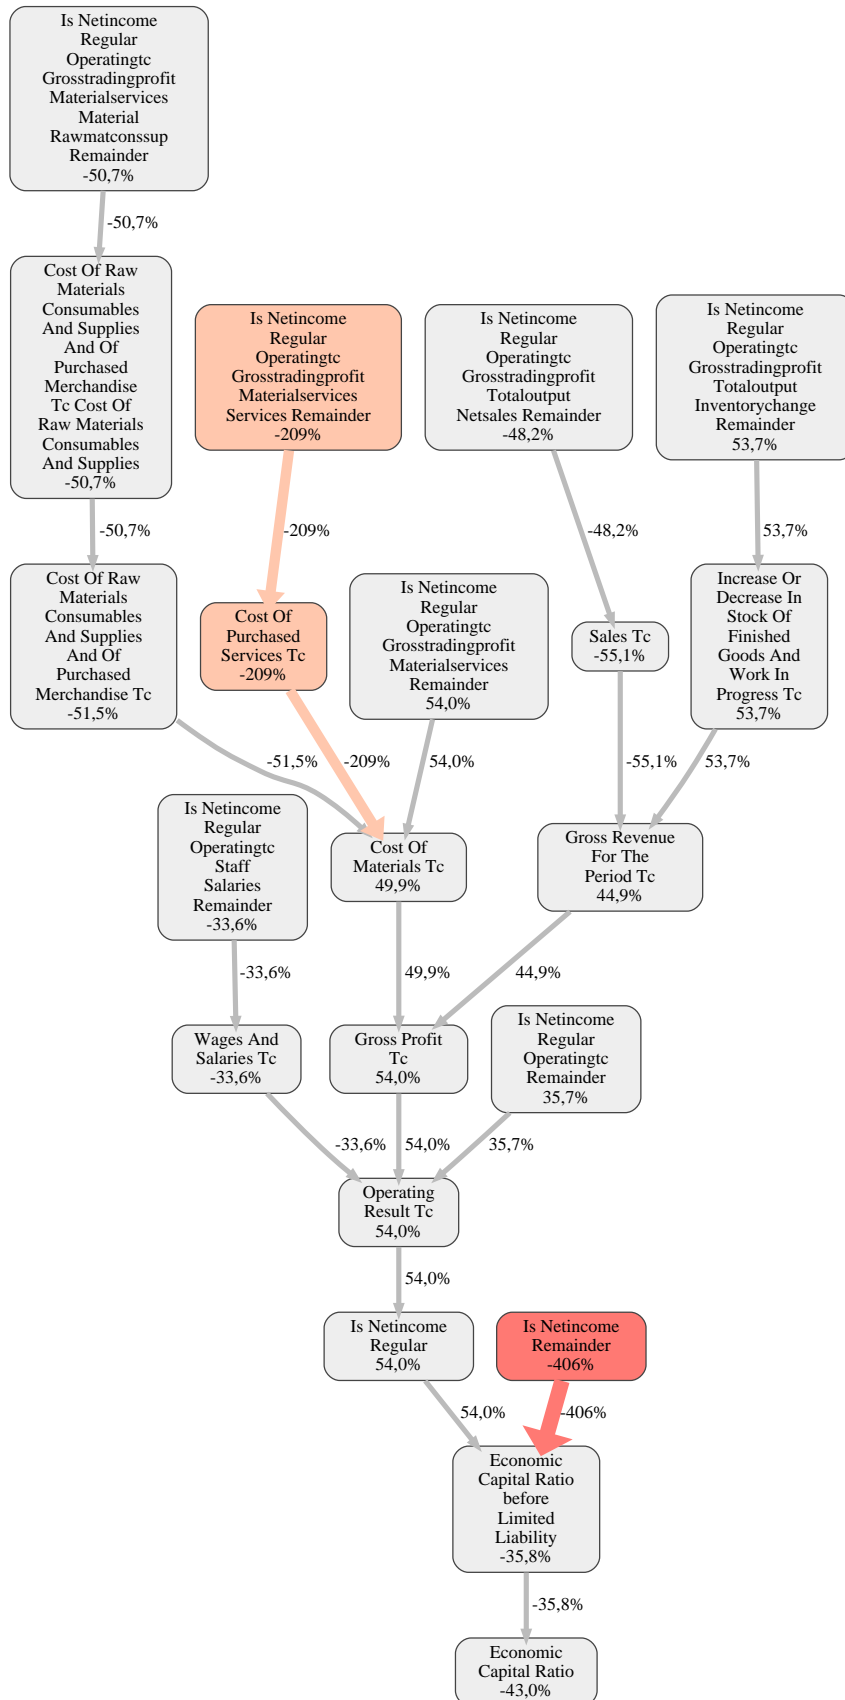 Is Netincome
Regular
Operatingtc
Grosstradingprofit
Materialservices
Material
Rawmatconssup
Remainder
-50,7%
-50,7%
Cost Of Raw
Materials
Consumables
And Supplies
And Of
Purchased
Merchandise
Tc Cost Of
Raw Materials
Consumables
And Supplies
-50,7%
Is Netincome
Regular
Operatingtc
Grosstradingprofit
Materialservices
Services Remainder
-209%
Is Netincome
Regular
Operatingtc
Grosstradingprofit
Totaloutput
Netsales Remainder
-48,2%
Is Netincome
Regular
Operatingtc
Grosstradingprofit
Totaloutput
Inventorychange
Remainder
53,7%
-50,7%
-209%
-48,2%
53,7%
Cost Of Raw
Materials
Consumables
And Supplies
And Of
Purchased
Merchandise Tc
-51,5%
Cost Of
Purchased
Services Tc
-209%
Is Netincome
Regular
Operatingtc
Grosstradingprofit
Materialservices
Remainder
54,0%
Sales Tc
-55,1%
Increase Or
Decrease In
Stock Of
Finished
Goods And
Work In
Progress Tc
53,7%
-51,5%
-209%
54,0%
-55,1%
53,7%
Is Netincome
Regular
Operatingtc
Staff
Salaries
Remainder
-33,6%
Cost Of
Materials Tc
49,9%
Gross Revenue
For The
Period Tc
44,9%
-33,6%
49,9%
44,9%
Wages And
Salaries Tc
-33,6%
Gross Profit
Tc
54,0%
Is Netincome
Regular
Operatingtc
Remainder
35,7%
-33,6%
54,0%
35,7%
Operating
Result Tc
54,0%
54,0%
Is Netincome
Regular
54,0%
Is Netincome
Remainder
-406%
54,0%
-406%
Economic
Capital Ratio
before
Limited
Liability
-35,8%
-35,8%
Economic
Capital Ratio
-43,0%